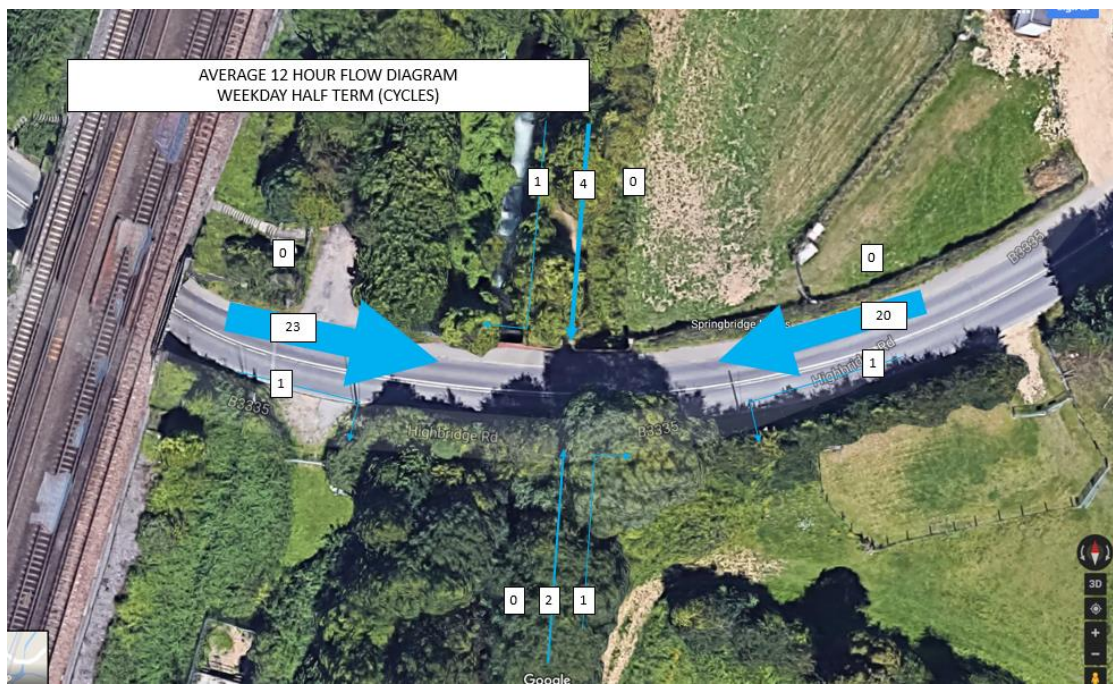 AVERAGE 12 HOUR FLOW DIAGRAM
WEEKDAY HALF TERM (CYCLES)
1
4
0
0
0
B3335
23
20
Springbridge
Highbridge Rd
1
1
B3335
Highbridge Rd
B3335
0
2
1
3D
+
−
Google